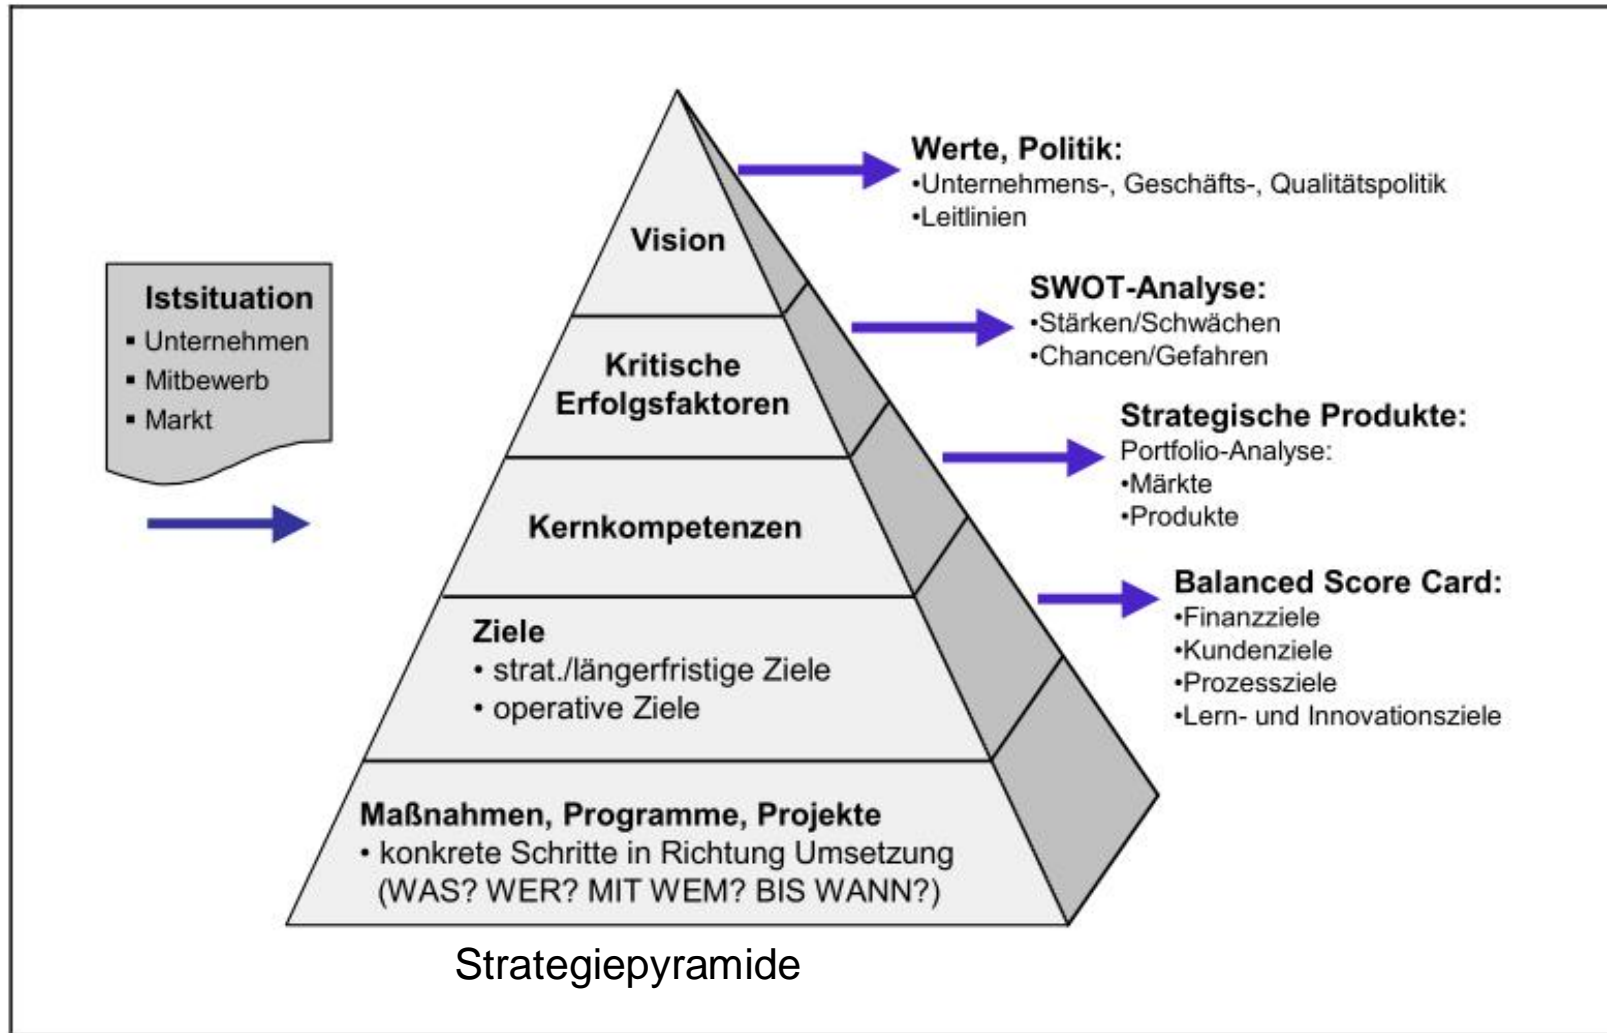 Istsituation
▪ Unternehmen
▪ Mitbewerb
▪ Markt
Vision
Kritische
Erfolgsfaktoren
Kernkompetenzen
Ziele
• strat./längerfristige Ziele
• operative Ziele
Maßnahmen, Programme, Projekte
• konkrete Schritte in Richtung Umsetzung
(WAS? WER? MIT WEM? BIS WANN?)
Werte, Politik:
•Unternehmens-, Geschäfts-, Qualitätspolitik
•Leitlinien
SWOT-Analyse:
•Stärken/Schwächen
•Chancen/Gefahren
Strategische Produkte:
Portfolio-Analyse:
•Märkte
•Produkte
Balanced Score Card:
•Finanzziele
•Kundenziele
•Prozessziele
•Lern- und Innovationsziele
Strategiepyramide